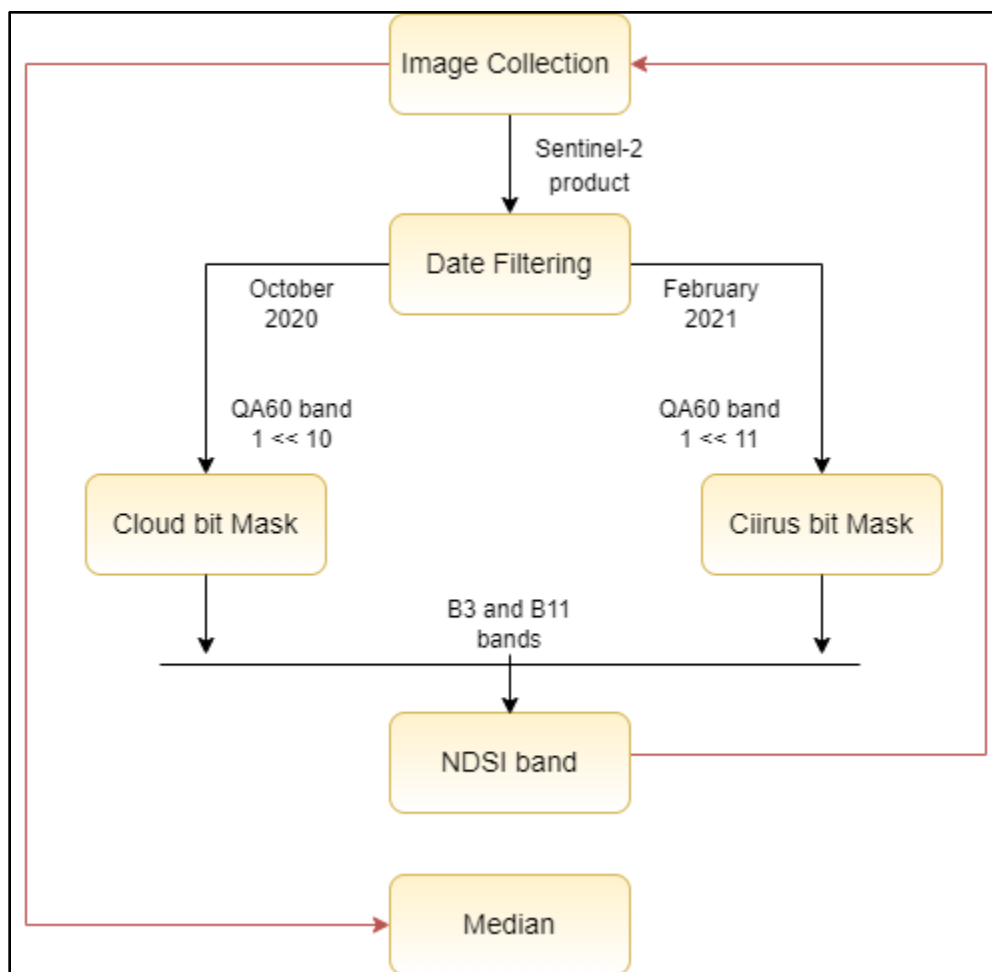 Image Collection
Sentinel-2
product
Date Filtering
October
2020
February
2021
QA60 band
1 << 10
QA60 band
1 << 11
Cloud bit Mask
Ciirus bit Mask
B3 and B11
bands
NDSI band
Median